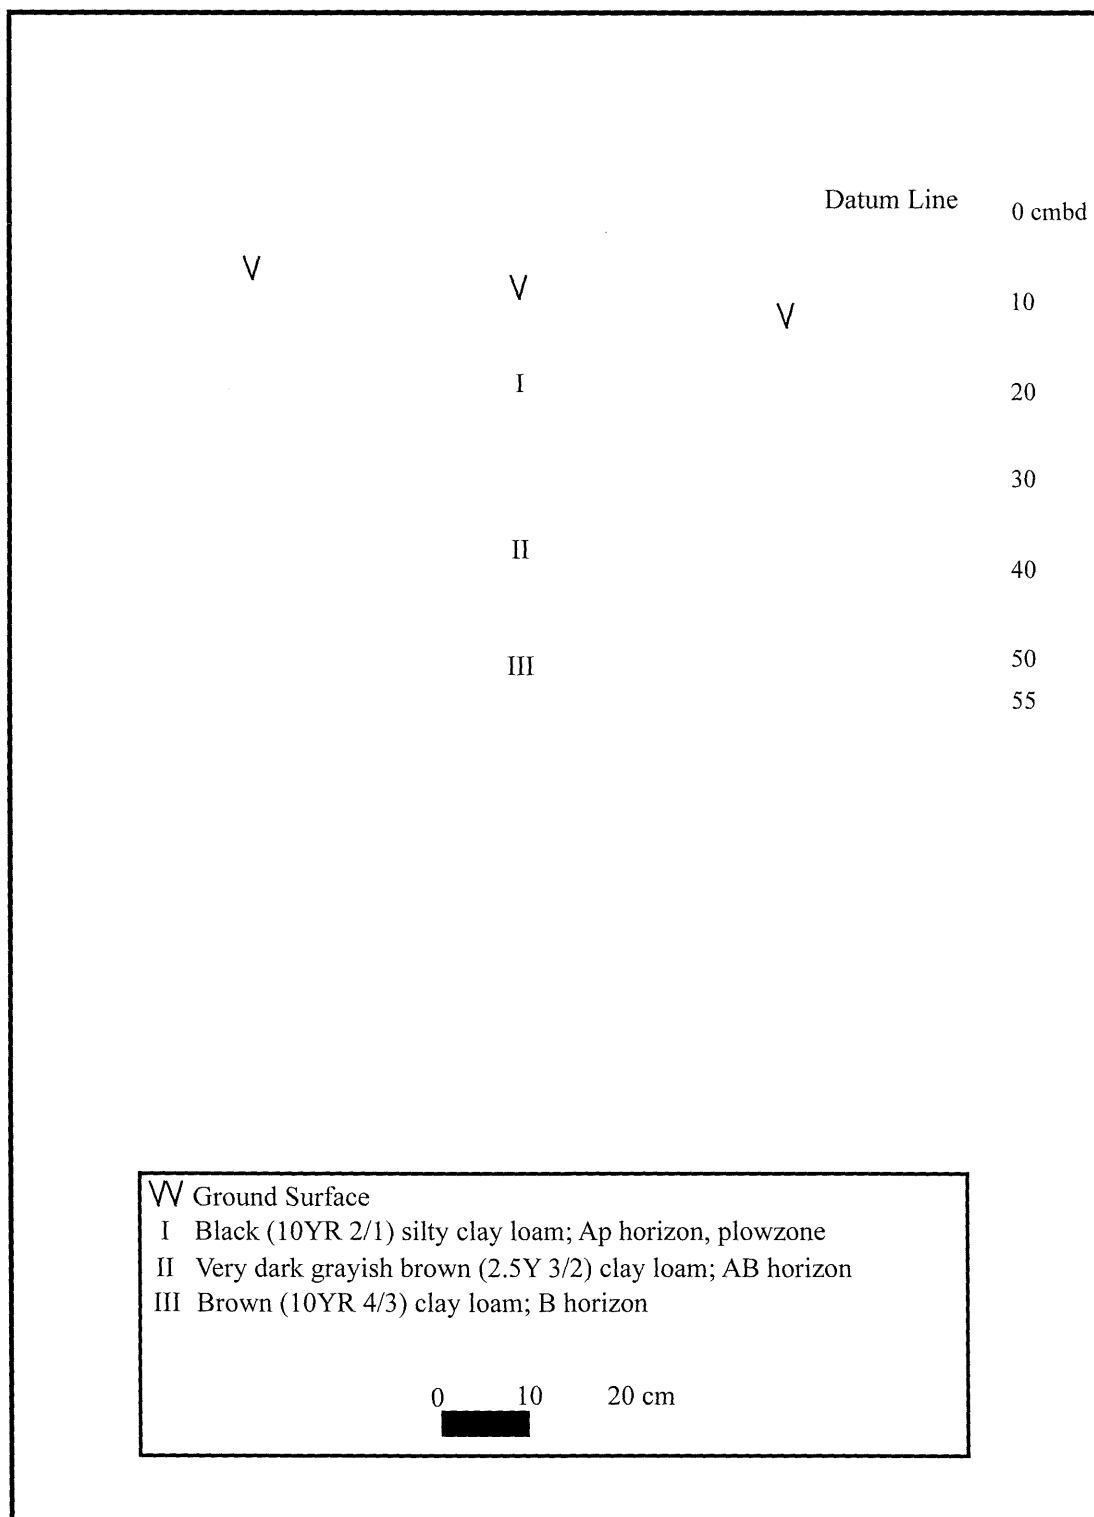 Datum Line 0 cmbd
V
V
10
V
I
20
30
II
40
50
III
55
VV Ground Surface
I Black (10YR 2/1) silty clay loam; Ap horizon, plowzone
II Very dark grayish brown (2.5Y 3/2) clay loam; AB horizon
III Brown (10YR 4/3) clay loam; B horizon
0 10 20 cm